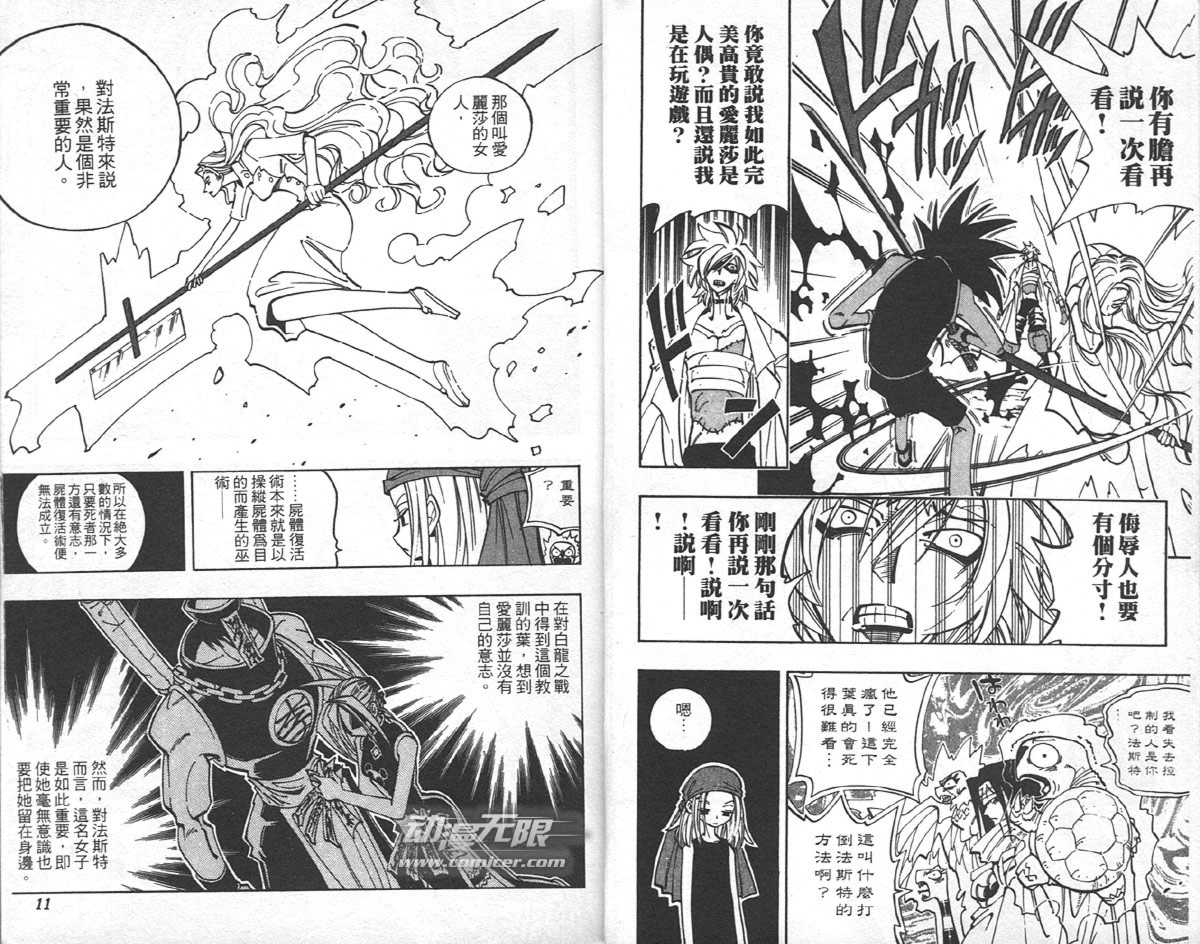 你有膽再
說一次看
看！
你竟敢說我如此完
美高貴的愛麗莎是
人偶？而且還說我
是在玩遊戲？
ドドドド
ドドン
侮辱人也要
有個分寸！
剛剛那句話
你再說一次
看看！說啊
！說啊——
！
我看失去拉
制的人是你
吧？法斯特
はわわ
他已經完全
瘋了！這下
葉真的會死
得很難看…
這叫什麼打
倒法斯特的
方法啊？
嗯…
那個叫愛
麗莎的女
人，
對法斯特來說
，果然是個非
常重要的人。
重要
？
……屍體復活
術本來就是以
操縱屍體為目
的而產生的巫
術—
所以在絕大多
數的情況下，
只要死者那一
方還有意志，
屍體復活術便
無法成立。
在對白龍之戰
中得到這個教
訓的葉，想到
愛麗莎並沒有
自己的意志。
然而，對法斯特
而言，這名女子
是如此重要，即
使她毫無意識也
要把她留在身邊。
动漫无限
www.comicer.com
11